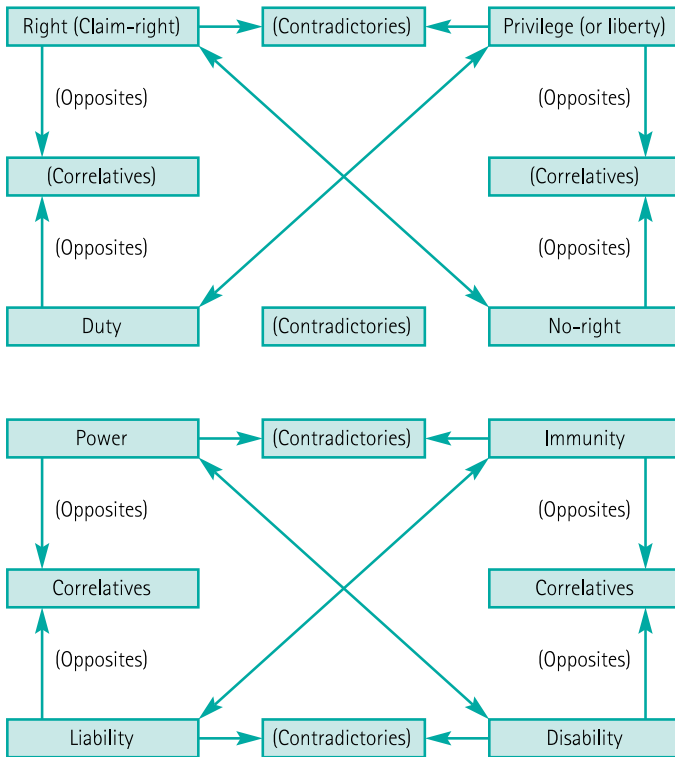 Right (Claim-right) (Contradictories) Privilege (or liberty)
(Opposites) (Opposites)
(Correlatives) (Correlatives)
(Opposites) (Opposites)
Duty (Contradictories) No-right
Power (Contradictories) Immunity
(Opposites) (Opposites)
Correlatives Correlatives
(Opposites) (Opposites)
Liability (Contradictories) Disability